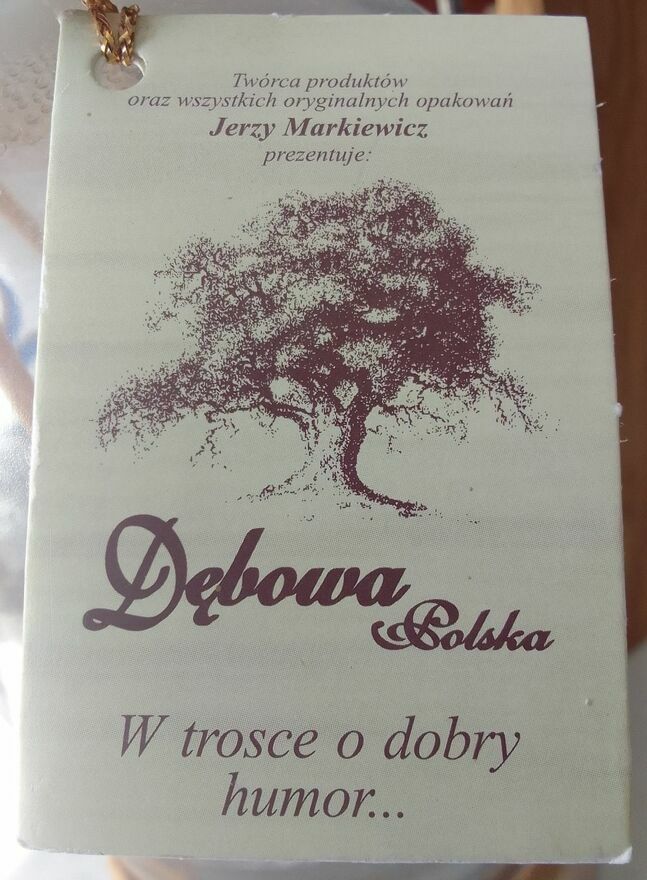 Twórca produktów
oraz wszystkich oryginalnych opakowań
Jerzy Markiewicz
prezentuje:
Dębowa
Polska
W trosce o dobry
humor...